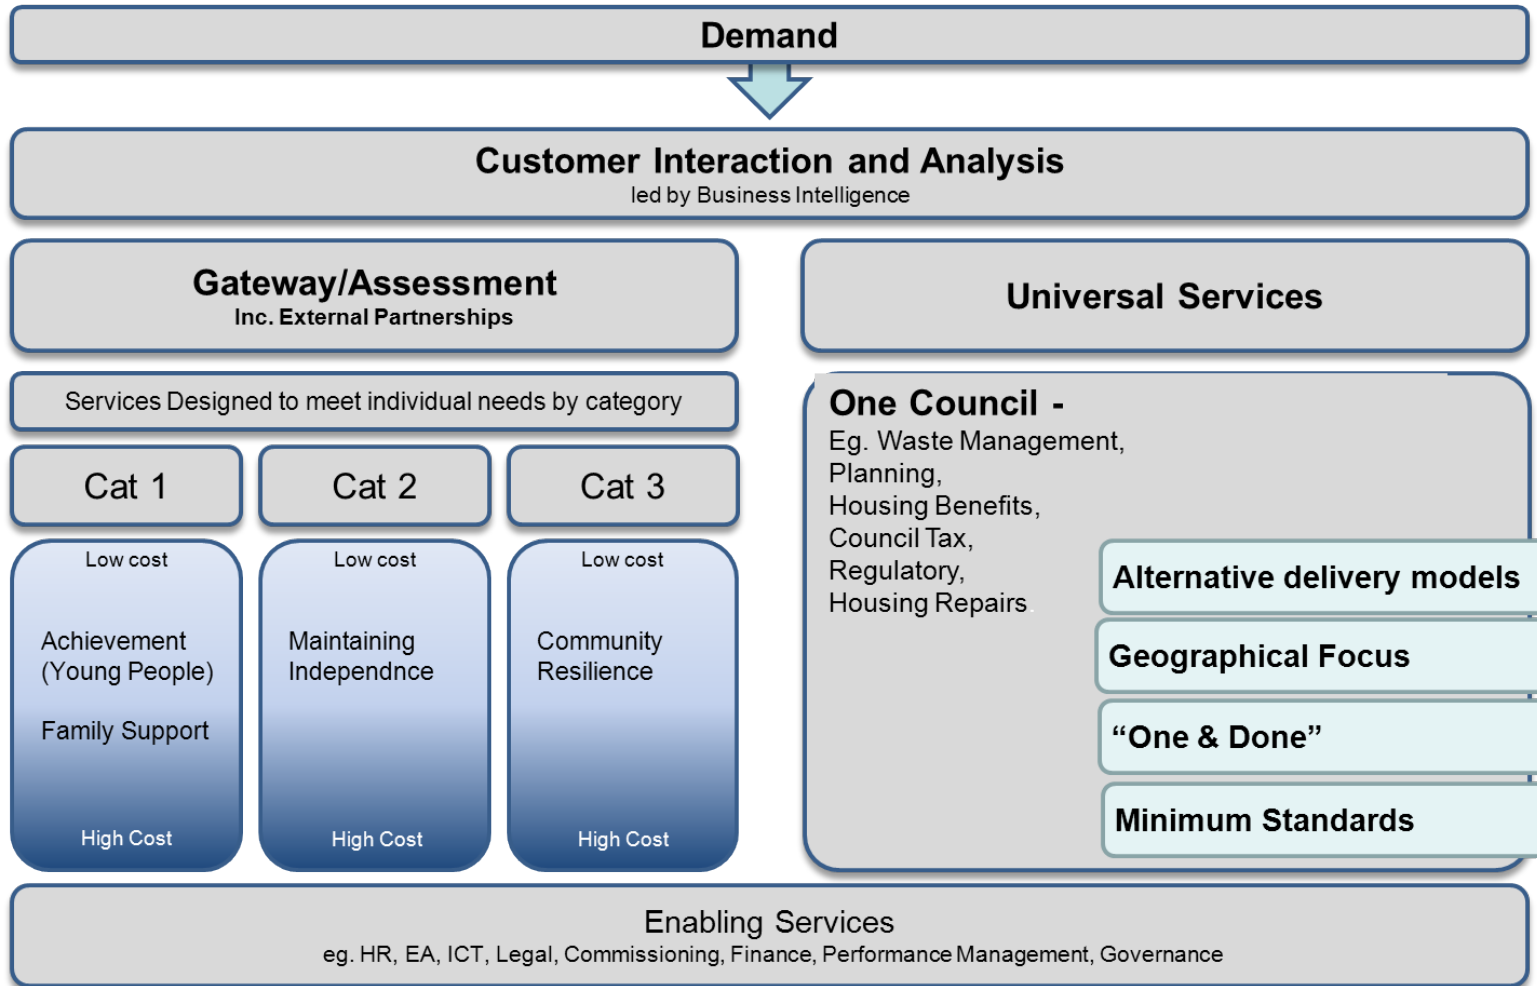 Demand
Customer Interaction and Analysis
led by Business Intelligence
Gateway/Assessment
Inc. External Partnerships
Universal Services
Services Designed to meet individual needs by category
Cat 1
Cat 2
Cat 3
Low cost
Achievement
(Young People)
Family Support
High Cost
Low cost
Maintaining
Independnce
High Cost
Low cost
Community
Resilience
High Cost
One Council -
Eg. Waste Management,
Planning,
Housing Benefits,
Council Tax,
Regulatory,
Housing Repairs.
Alternative delivery models
Geographical Focus
“One & Done”
Minimum Standards
Enabling Services
eg. HR, EA, ICT, Legal, Commissioning, Finance, Performance Management, Governance